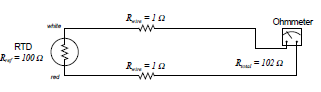 R_wire = 1 Ω
white
Ohmmeter
RTD
R_ref = 100 Ω
R_total = 102 Ω
R_wire = 1 Ω
red